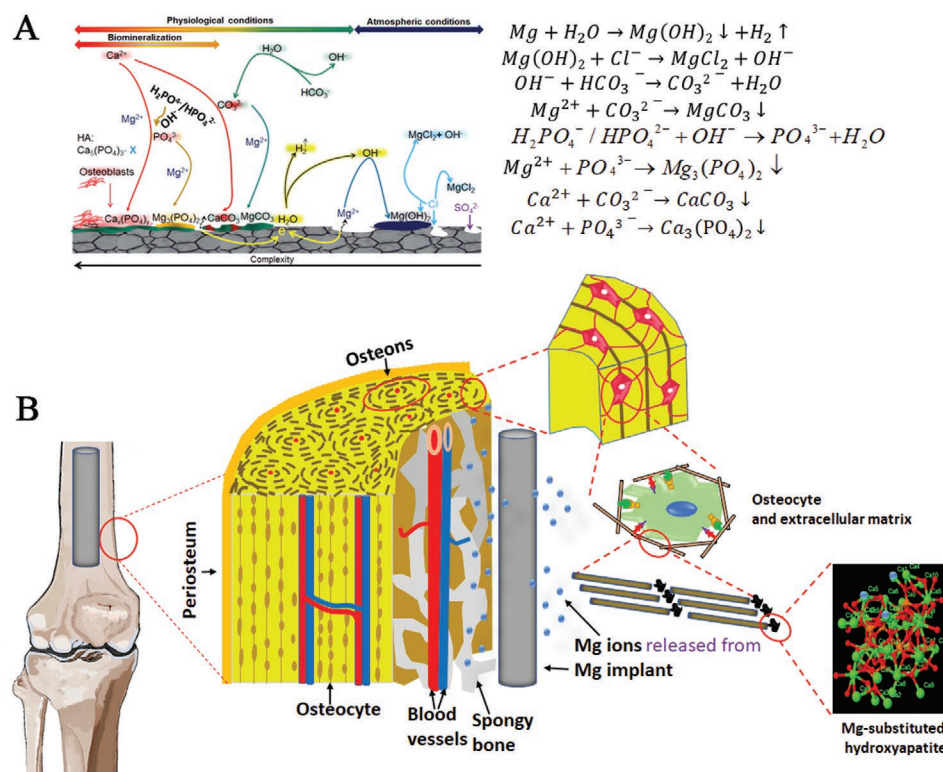 A
Physiological conditions
Atmospheric conditions
Biomineralization
Ca²⁺
H₂O
OH⁻
HCO₃⁻
H₂PO⁴⁻/HPO₄²⁻
OH⁻
CO₃²⁻
Mg²⁺
PO₄³⁻
Mg²⁺
HA:
Ca₅(PO₄)₃· X
Osteoblasts
Mg²⁺
H₂
OH
MgCl₂ + OH⁻
MgCl₂
Cl
SO₄²⁻
Mg₃(PO₄)₂
CaCO₃
MgCO₃
H₂O
Mg²⁺
Mg(OH)₂
e
Complexity
Mg + H₂O → Mg(OH)₂ ↓ + H₂ ↑
Mg(OH)₂ + Cl⁻ → MgCl₂ + OH⁻
OH⁻ + HCO₃⁻ → CO₃²⁻ + H₂O
Mg²⁺ + CO₃²⁻ → MgCO₃ ↓
H₂PO₄⁻ / HPO₄²⁻ + OH⁻ → PO₄³⁻ + H₂O
Mg²⁺ + PO₄³⁻ → Mg₃(PO₄)₂ ↓
Ca²⁺ + CO₃²⁻ → CaCO₃ ↓
Ca²⁺ + PO₄³⁻ → Ca₃(PO₄)₂ ↓
B
Osteons
Periosteum
Osteocyte
Blood
vessels
Spongy
bone
Mg ions released from
Mg implant
Osteocyte
and extracellular matrix
Mg-substituted
hydroxyapatite